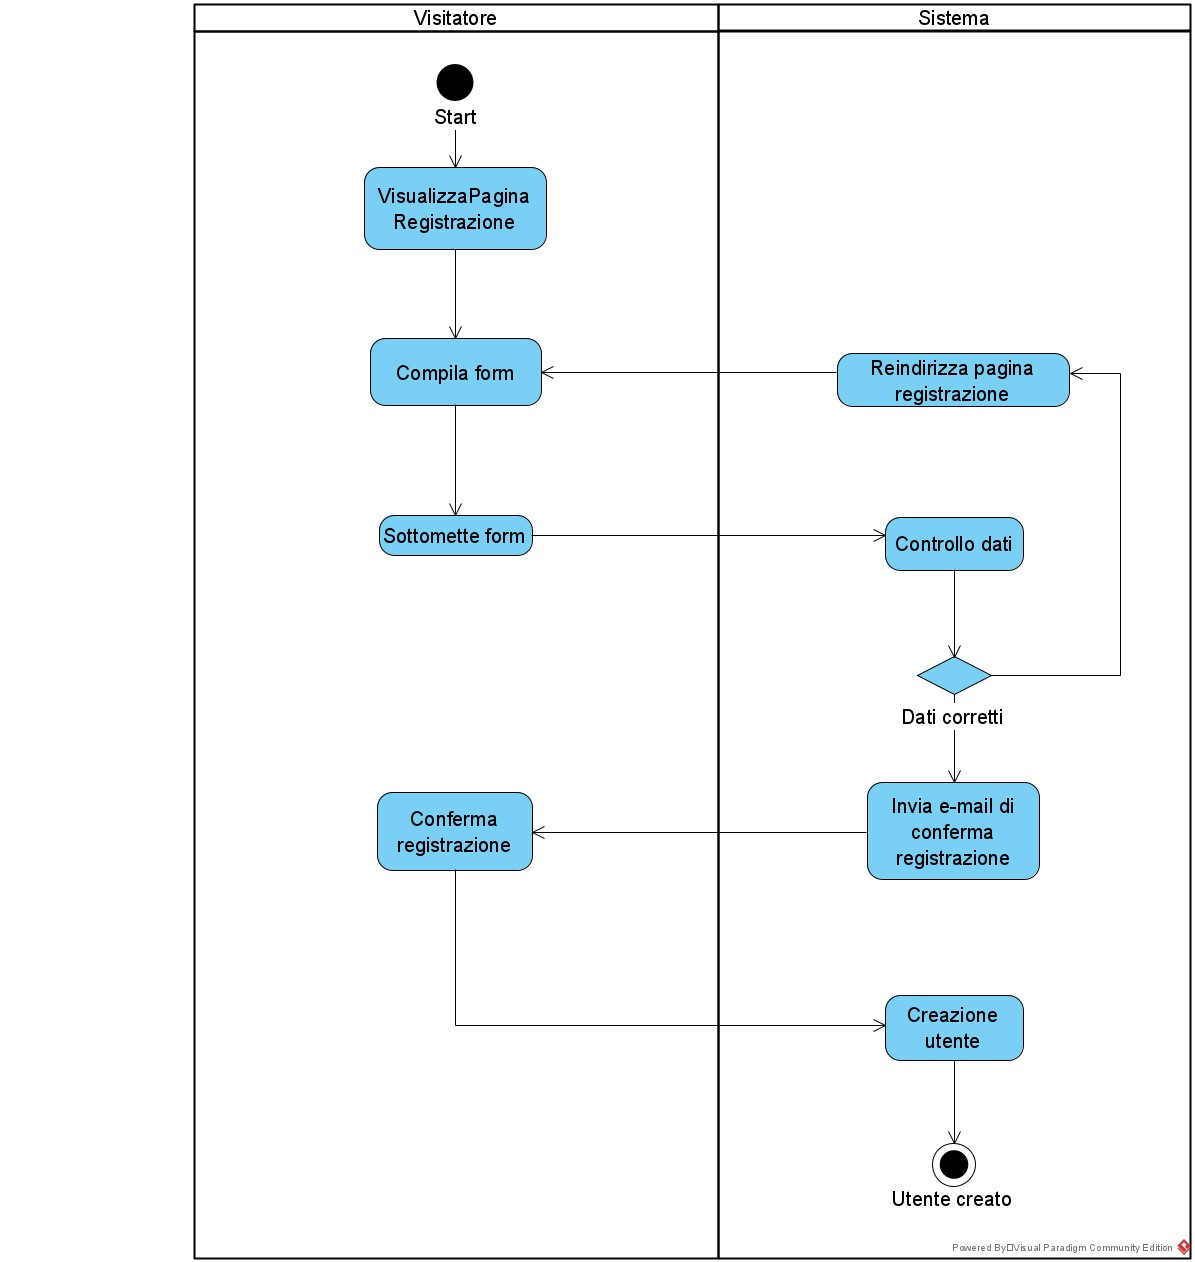 Visitatore
Sistema
Start
VisualizzaPagina
Registrazione
Compila form
Reindirizza pagina
registrazione
Sottomette form
Controllo dati
Dati corretti
Conferma
registrazione
Invia e-mail di
conferma
registrazione
Creazione
utente
Utente creato
Powered By□Visual Paradigm Community Edition